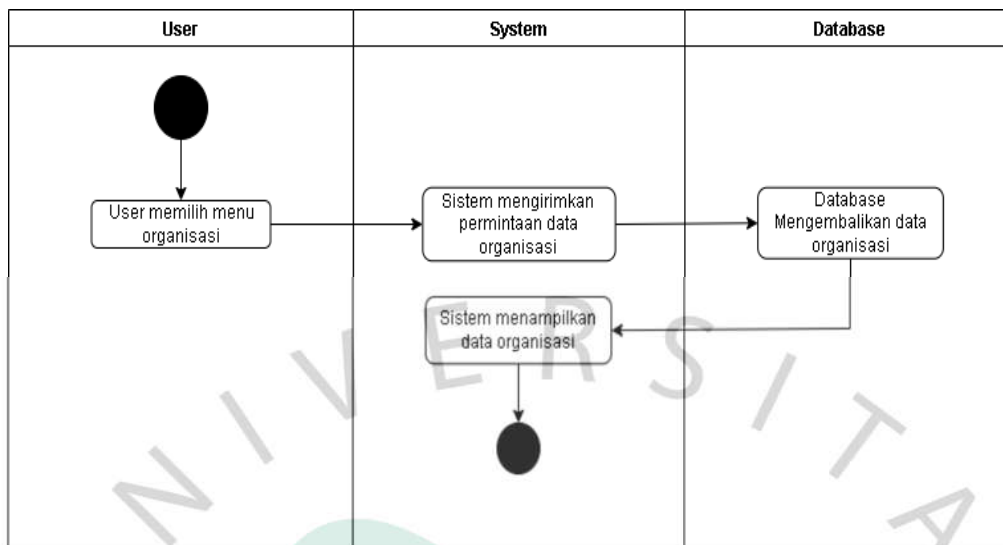 User
System
Database
User memilih menu
organisasi
Sistem mengirimkan
permintaan data
organisasi
Database
Mengembalikan data
organisasi
Sistem menampilkan
data organisasi
NIVERSITA